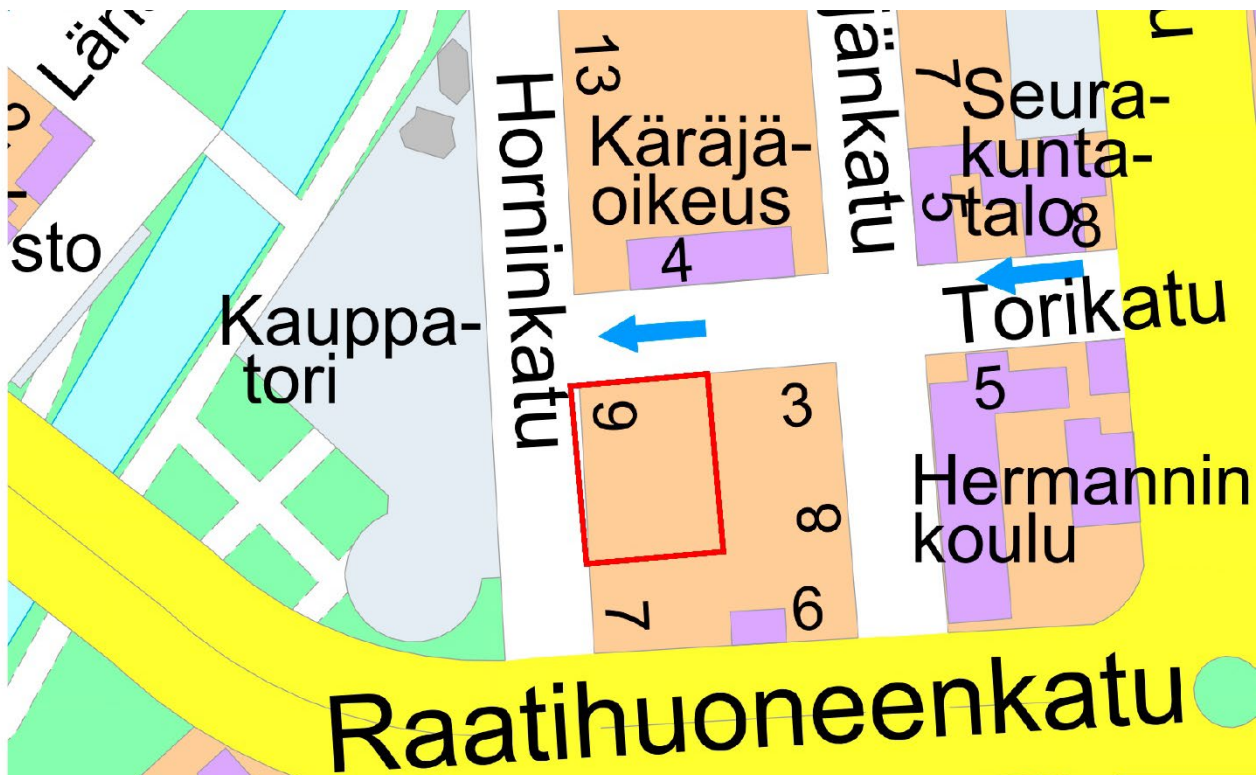 13
7
Seura-
kunta-
talo
5
8
Käräjä-
oikeus
4
Horninkatu
sto
Kauppa-
tori
Torikatu
9
3
5
8
Hermannin
koulu
7
6
Raatihuoneenkatu